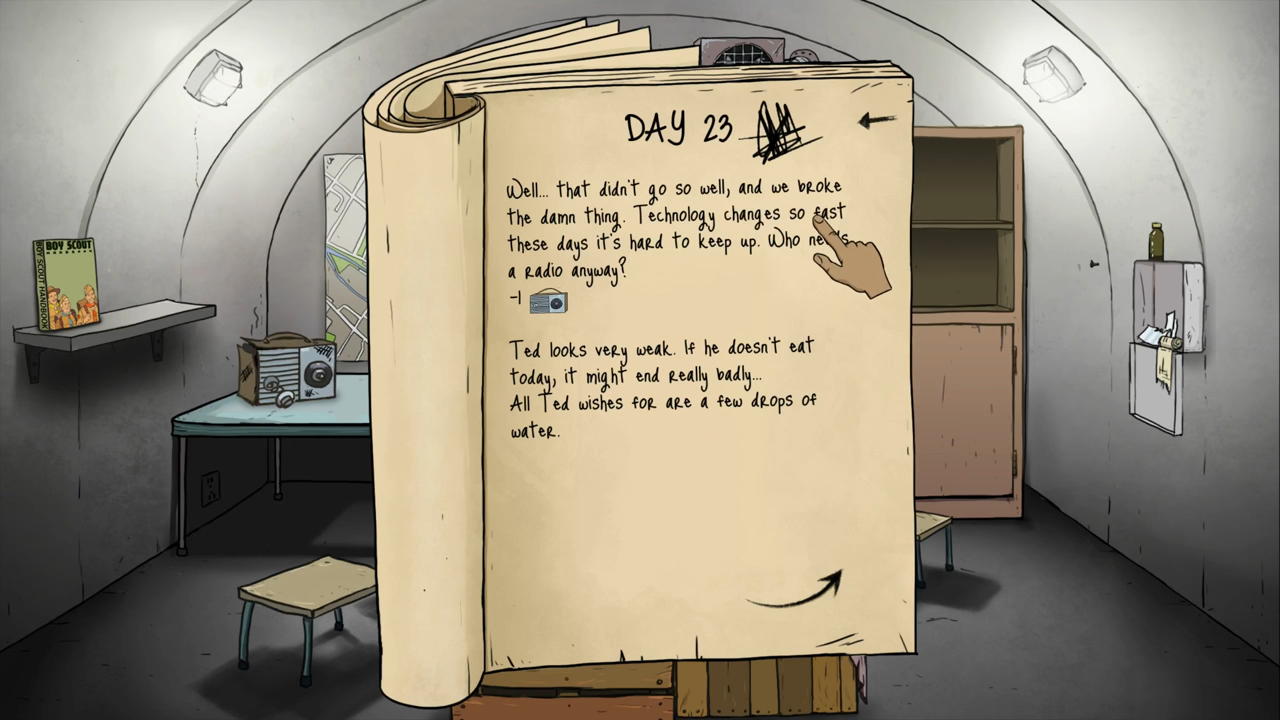 DAY 23
Well... that didn't go so well, and we broke
the damn thing. Technology changes so fast
these days it's hard to keep up. Who needs
a radio anyway?
-1
Ted looks very weak. If he doesn't eat
today, it might end really badly...
All Ted wishes for are a few drops of
water.
BOY SCOUT
BOY SCOUT HANDBOOK